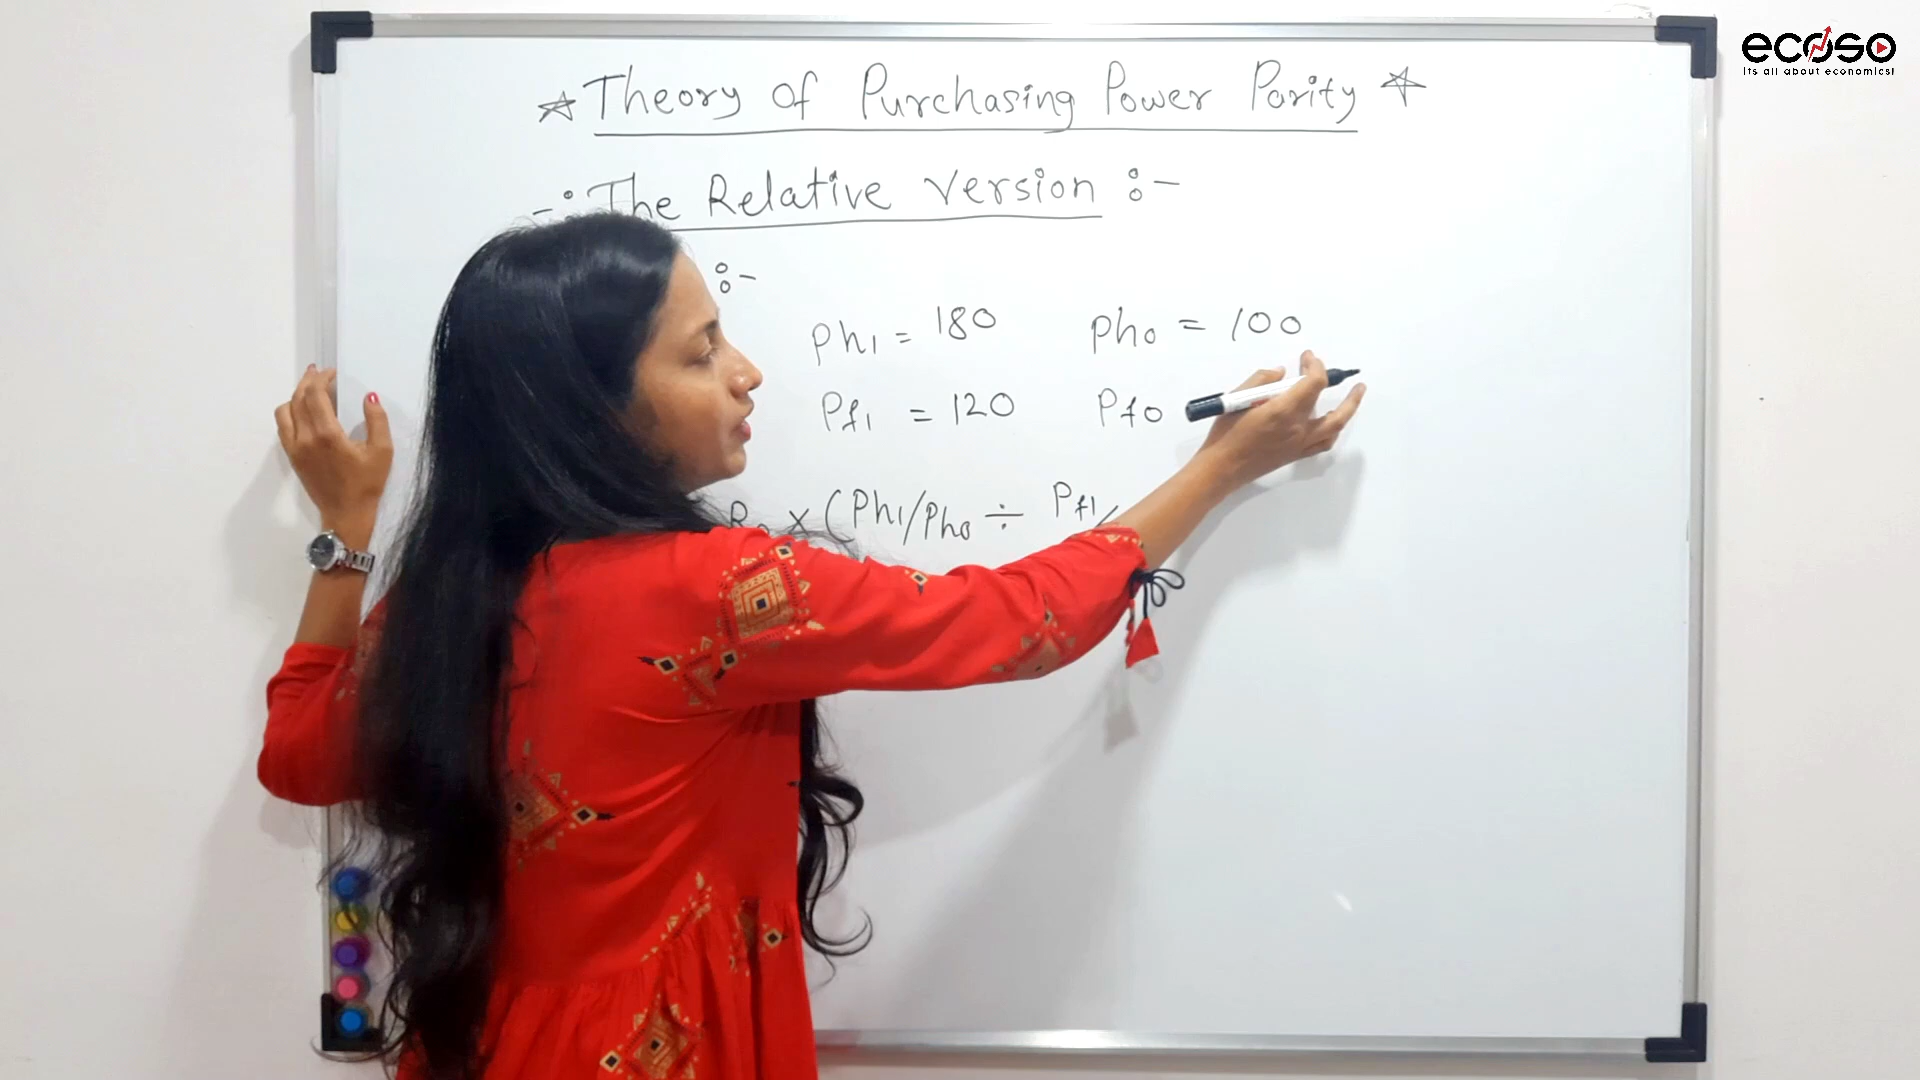 ecoso
Its all about economics!
☆ Theory Of Purchasing Power Parity ☆
-: The Relative Version :-
:-
Ph1 = 180 Ph0 = 100
Pf1 = 120 Pf0
× (Ph1/Ph0 ÷ Pf1/